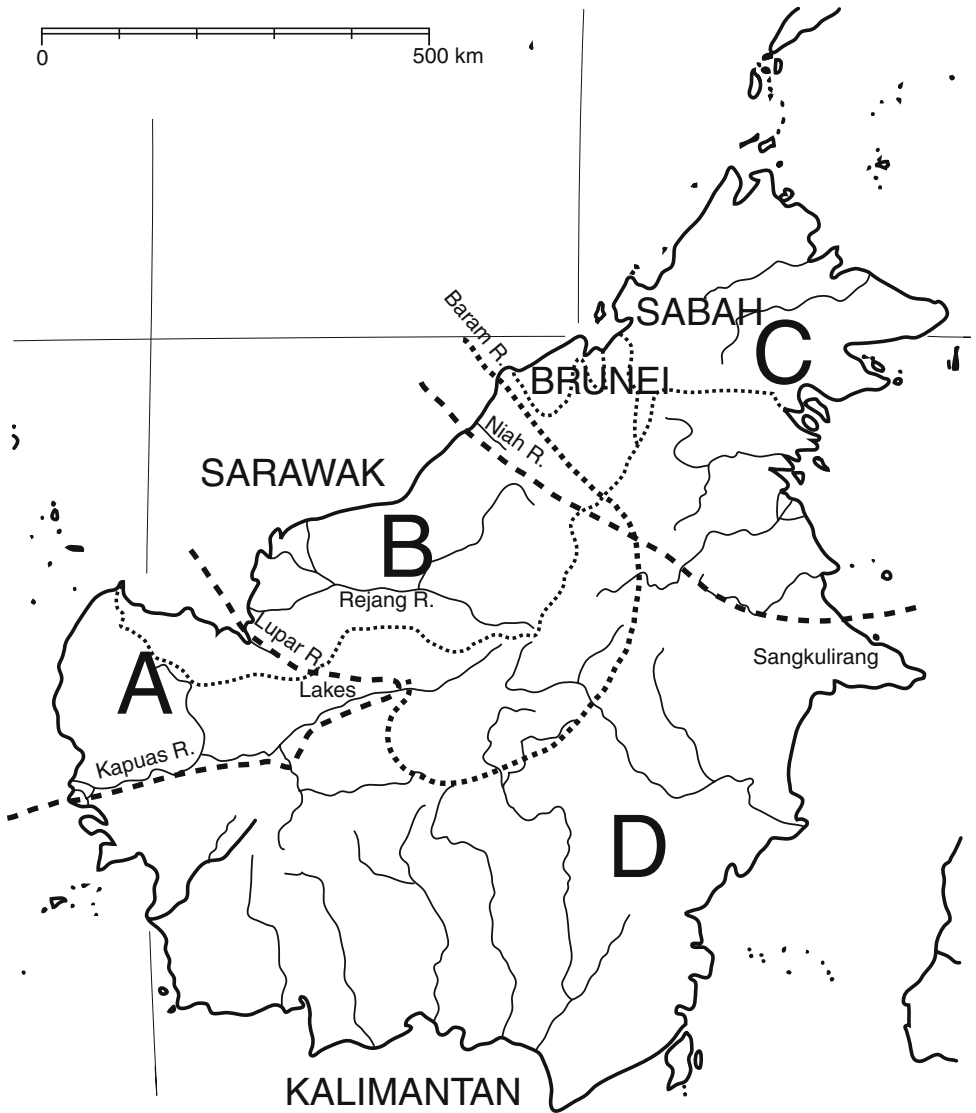 0
500 km
Baram R.
SABAH
C
BRUNEI
Niah R.
SARAWAK
B
Rejang R.
Lupar R.
Sangkulirang
A
Lakes
Kapuas R.
D
KALIMANTAN